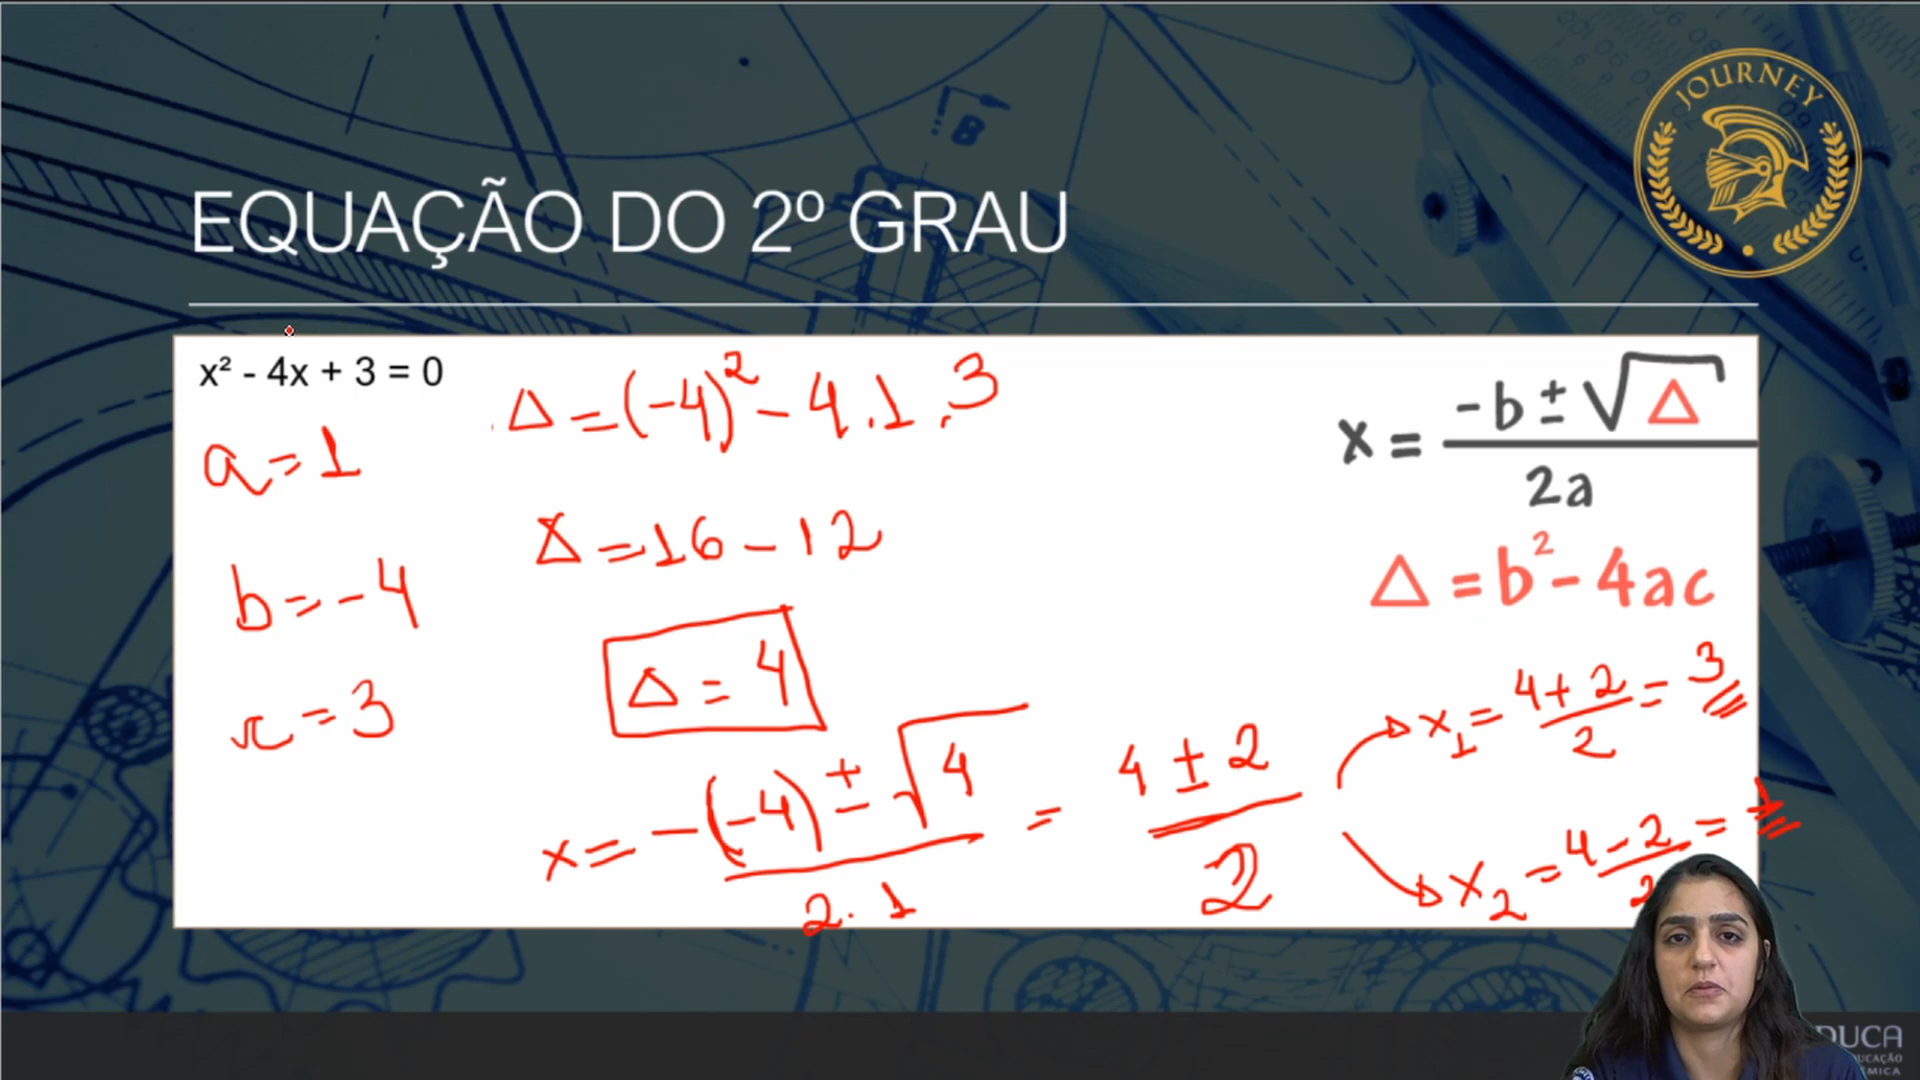 JOURNEY
EQUAÇÃO DO 2º GRAU
x² - 4x + 3 = 0
a = 1
b = -4
c = 3
Δ = (-4)² - 4.1.3
Δ = 16 - 12
Δ = 4
x = -(-4) ± √4 / 2.1 = 4 ± 2 / 2
x₁ = 4 + 2 / 2 = 3
x₂ = 4 - 2 / 2 = 1
x = -b ± √Δ / 2a
Δ = b² - 4ac